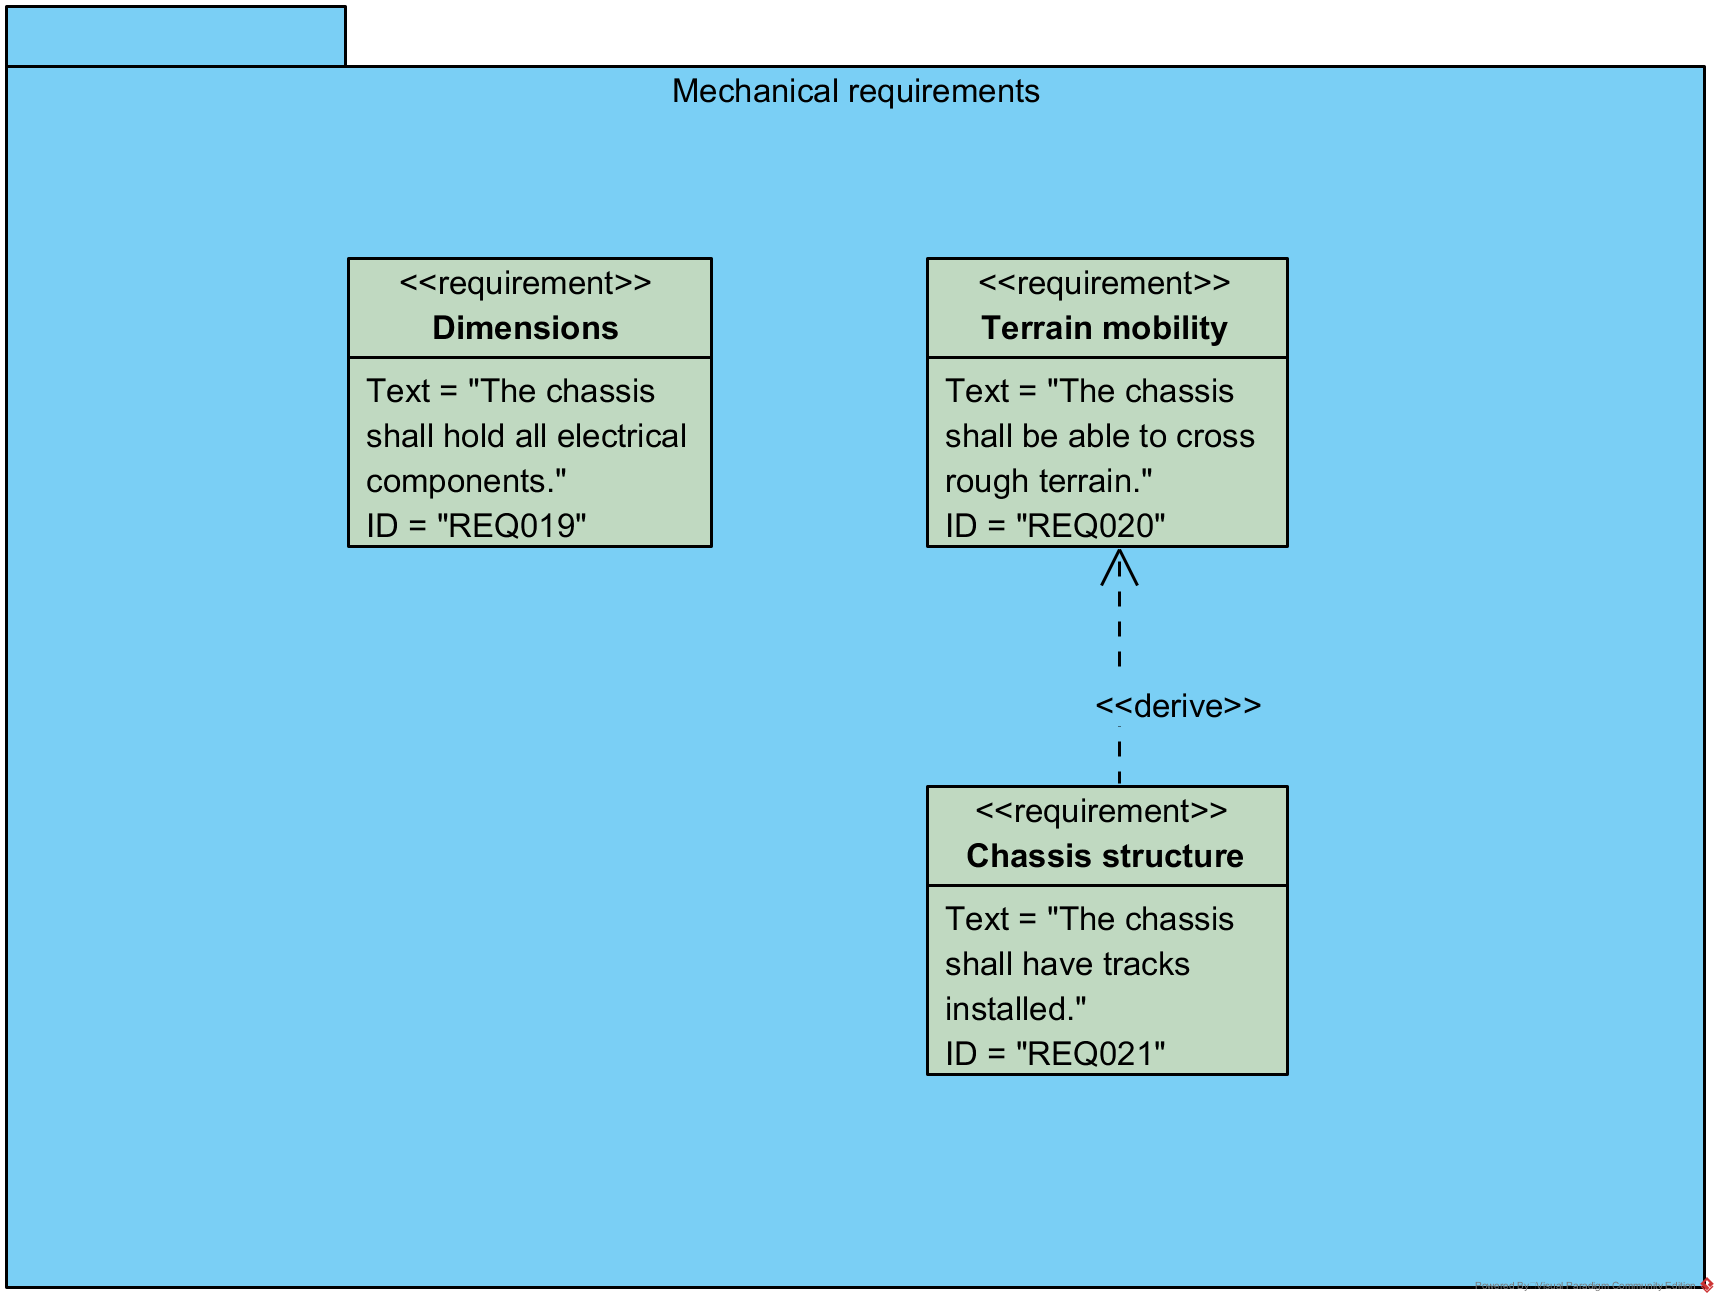 Mechanical requirements
<<requirement>>
Dimensions
Text = "The chassis
shall hold all electrical
components."
ID = "REQ019"
<<requirement>>
Terrain mobility
Text = "The chassis
shall be able to cross
rough terrain."
ID = "REQ020"
<<derive>>
<<requirement>>
Chassis structure
Text = "The chassis
shall have tracks
installed."
ID = "REQ021"
Powered By Visual Paradigm Community Edition